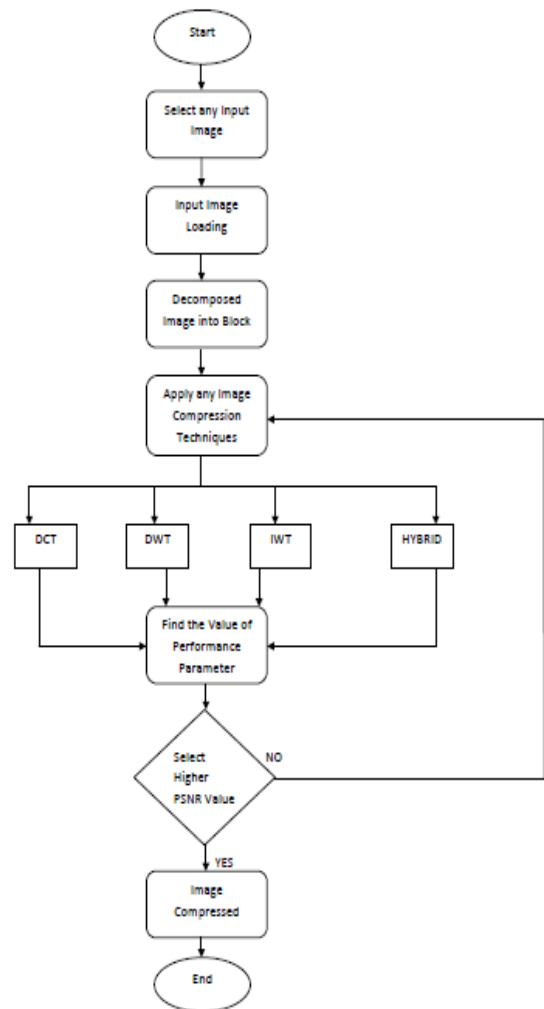 Start
Select any Input
Image
Input Image
Loading
Decomposed
Image into Block
Apply any Image
Compression
Techniques
DCT
DWT
IWT
HYBRID
Find the Value of
Performance
Parameter
Select
Higher
PSNR Value
NO
YES
Image
Compressed
End